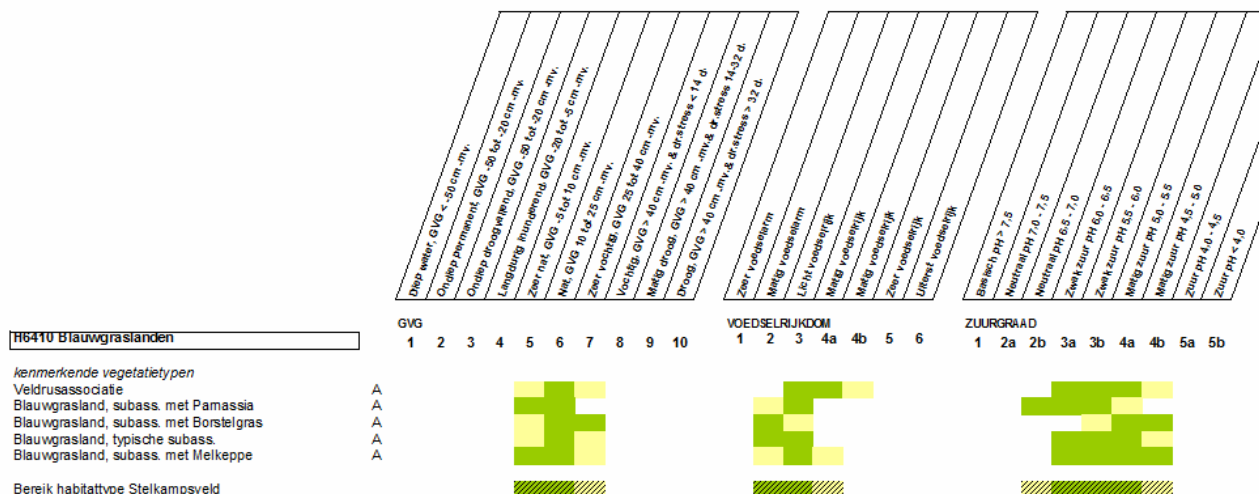 Diep water, GVG < -50 cm -mv.
Ondiep permanent, GVG -50 tot -20 cm -mv.
Ondiep droogvallend, GVG -50 tot -20 cm -mv.
Langdurig inunderend, GVG -20 tot -5 cm -mv.
Zeer nat, GVG -5 tot 10 cm -mv.
Nat, GVG 10 tot 25 cm -mv.
Zeer vochtig, GVG 25 tot 40 cm -mv.
Vochtig, GVG > 40 cm -mv. & dr.stress < 14 d.
Matig droog, GVG > 40 cm -mv. & dr.stress 14-32 d.
Droog, GVG > 40 cm -mv. & dr.stress > 32 d.
Zeer voedselarm
Matig voedselarm
Licht voedselrijk
Matig voedselrijk
Matig voedselrijk
Zeer voedselrijk
Uiterst voedselrijk
Basisch pH > 7,5
Neutraal pH 7,0 - 7,5
Neutraal pH 6,5 - 7,0
Zwak zuur pH 6,0 - 6,5
Zwak zuur pH 5,5 - 6,0
Matig zuur pH 5,0 - 5,5
Matig zuur pH 4,5 - 5,0
Zuur pH 4,0 - 4,5
Zuur pH < 4,0
GVG VOEDSELRIJKDOM ZUURGRAAD
H6410 Blauwgraslanden 1 2 3 4 5 6 7 8 9 10 1 2 3 4a 4b 5 6 1 2a 2b 3a 3b 4a 4b 5a 5b
kenmerkende vegetatietypen
Veldrusassociatie A
Blauwgrasland, subass. met Parnassia A
Blauwgrasland, subass. met Borstelgras A
Blauwgrasland, typische subass. A
Blauwgrasland, subass. met Melkeppe A
Bereik habitattype Stelkampsveld